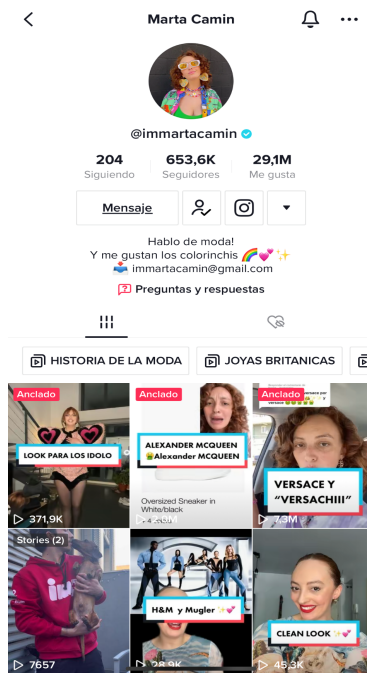 Marta Camin
@immartacamin
204 653,6K 29,1M
Siguiendo Seguidores Me gusta
Mensaje
Hablo de moda!
Y me gustan los colorinchis 🌈💕✨
📩 immartacamin@gmail.com
Preguntas y respuestas
HISTORIA DE LA MODA
JOYAS BRITANICAS
Anclado
LOOK PARA LOS IDOLO
371,9K
Anclado
ALEXANDER MCQUEEN
🤮Alexander MCQUEEN
Oversized Sneaker in
White/black
Anclado
VERSACE Y
“VERSACHIII”
7.3M
Stories (2)
7657
H&M y Mugler ✨💕
28.9K
CLEAN LOOK ✨💕
45.3K